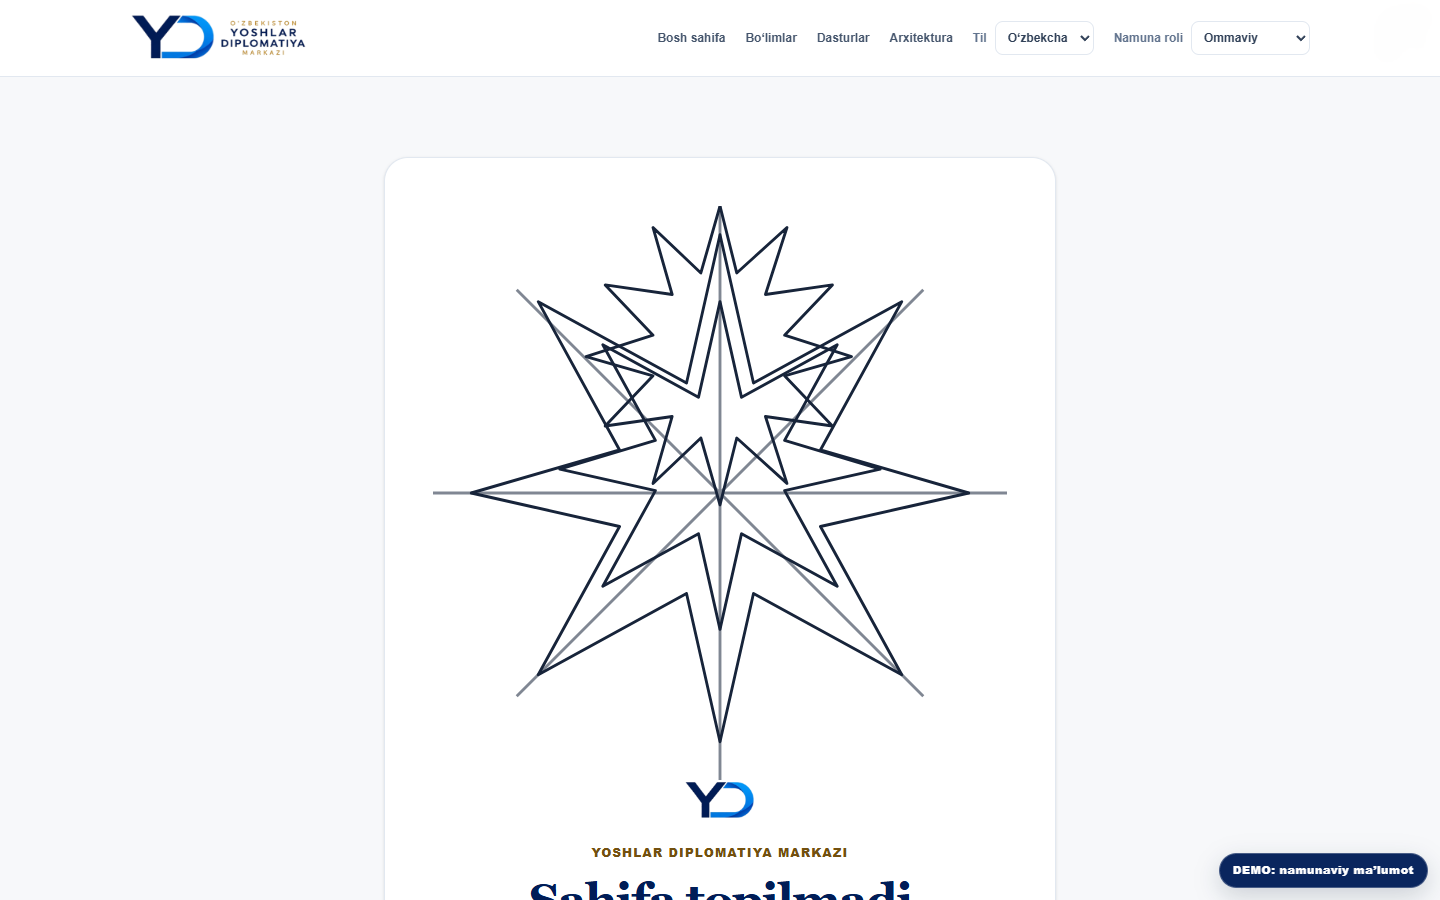 O'ZBEKISTON
YOSHLAR
DIPLOMATIYA
MARKAZI
Bosh sahifa Bo‘limlar Dasturlar Arxitektura Til O‘zbekcha Namuna roli Ommaviy
YD
YOSHLAR DIPLOMATIYA MARKAZI
Sahifa topilmadi
DEMO: namunaviy ma’lumot